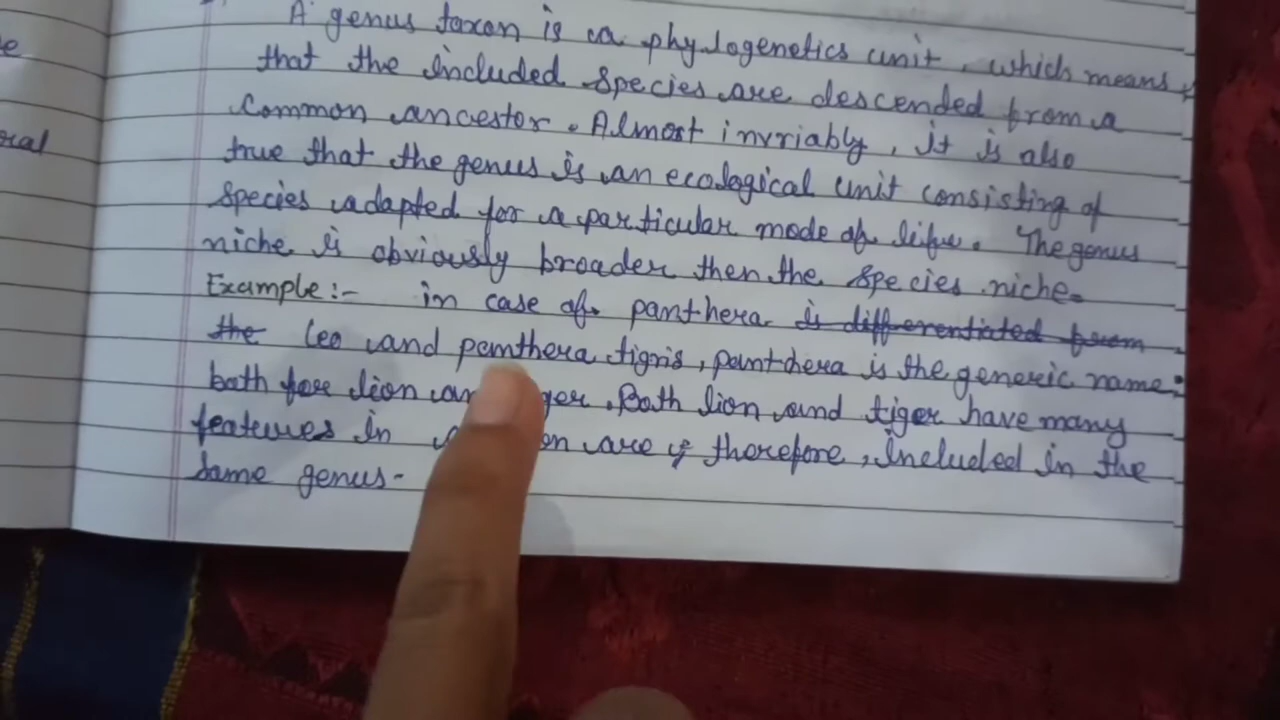 A genus taxon is a phylogenetics unit, which means
that the included species are descended from a
common ancestor. Almost invriably, it is also
true that the genus is an ecological unit consisting of
species adapted for a particular mode of life. The genus
niche is obviously broader then the species niche.
Example:- in case of panthera is differentiated from
the leo and panthera tigris, panthera is the generic name
both for lion and ger. Both lion and tiger have many
features in on are & therefore, included in the
same genus-